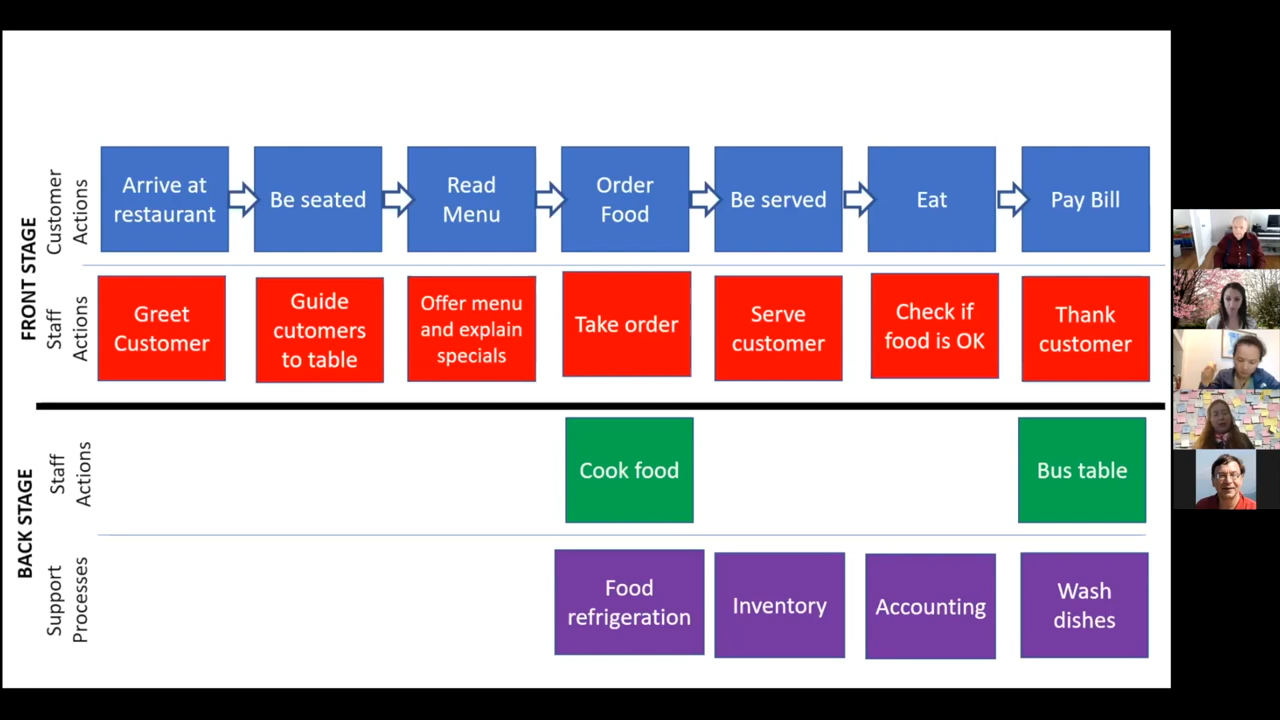 FRONT STAGE
Customer
Actions
Arrive at
restaurant
Be seated
Read
Menu
Order
Food
Be served
Eat
Pay Bill
Staff
Actions
Greet
Customer
Guide
cutomers
to table
Offer menu
and explain
specials
Take order
Serve
customer
Check if
food is OK
Thank
customer
BACK STAGE
Staff
Actions
Cook food
Bus table
Support
Processes
Food
refrigeration
Inventory
Accounting
Wash
dishes